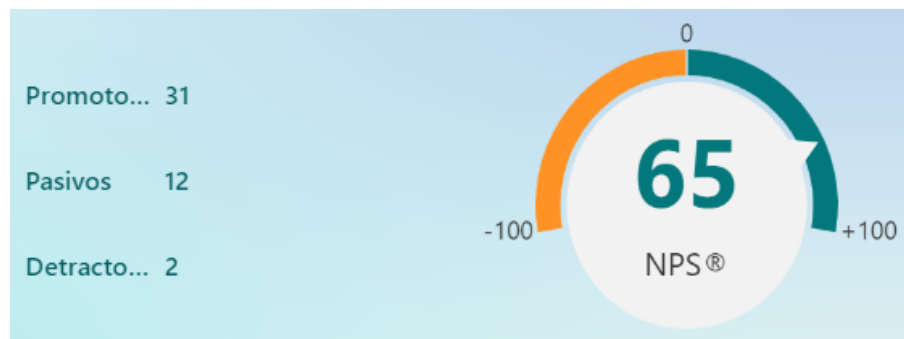 Promoto... 31
Pasivos 12
Detracto... 2
0
-100
+100
65
NPS®